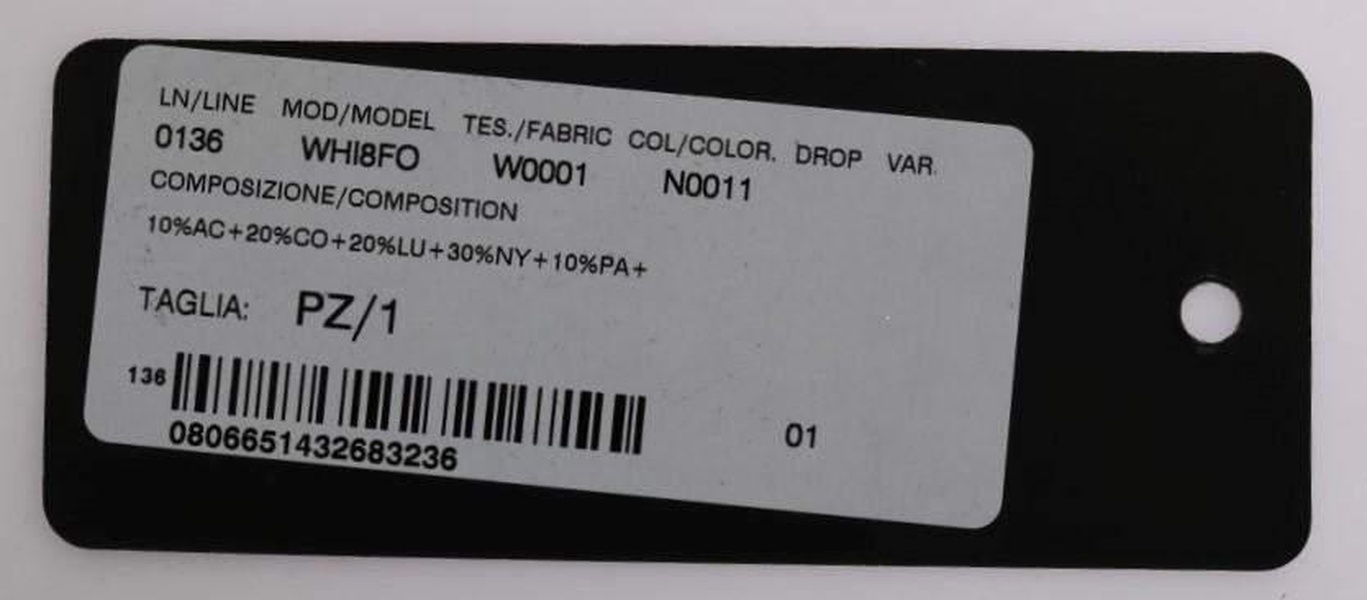 LN/LINE MOD/MODEL TES./FABRIC COL/COLOR. DROP VAR.
0136 WHI8FO W0001 N0011
COMPOSIZIONE/COMPOSITION
10%AC+20%CO+20%LU+30%NY+10%PA+
TAGLIA: PZ/1
136
01
0806651432683236